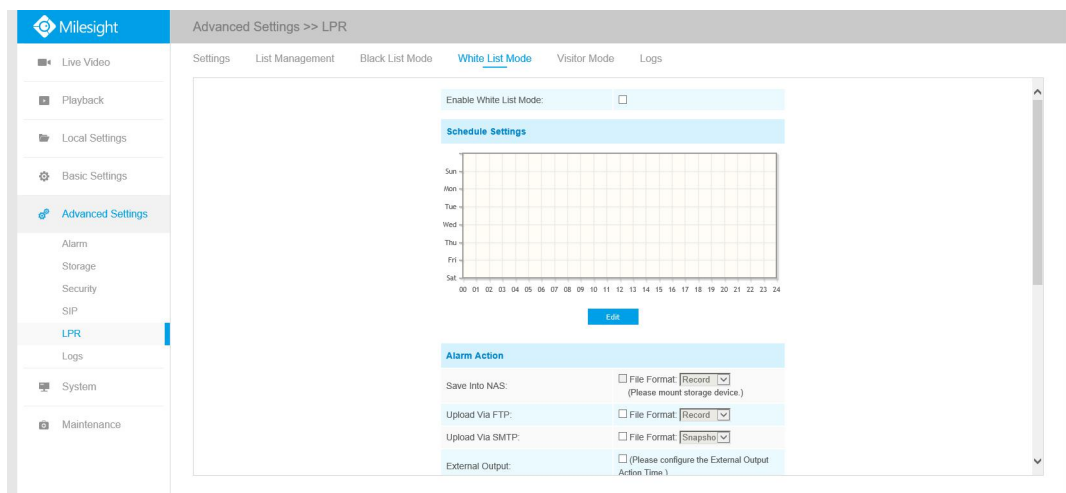 Milesight
Advanced Settings >> LPR
Live Video
Playback
Local Settings
Basic Settings
Advanced Settings
Alarm
Storage
Security
SIP
LPR
Logs
System
Maintenance
Settings List Management Black List Mode White List Mode Visitor Mode Logs
Enable White List Mode:
Schedule Settings
Sun
Mon
Tue
Wed
Thu
Fri
Sat
00 01 02 03 04 05 06 07 08 09 10 11 12 13 14 15 16 17 18 19 20 21 22 23 24
Edit
Alarm Action
Save Into NAS: File Format: Record
(Please mount storage device.)
Upload Via FTP: File Format: Record
Upload Via SMTP: File Format: Snapsho
External Output: (Please configure the External Output
Action Time.)